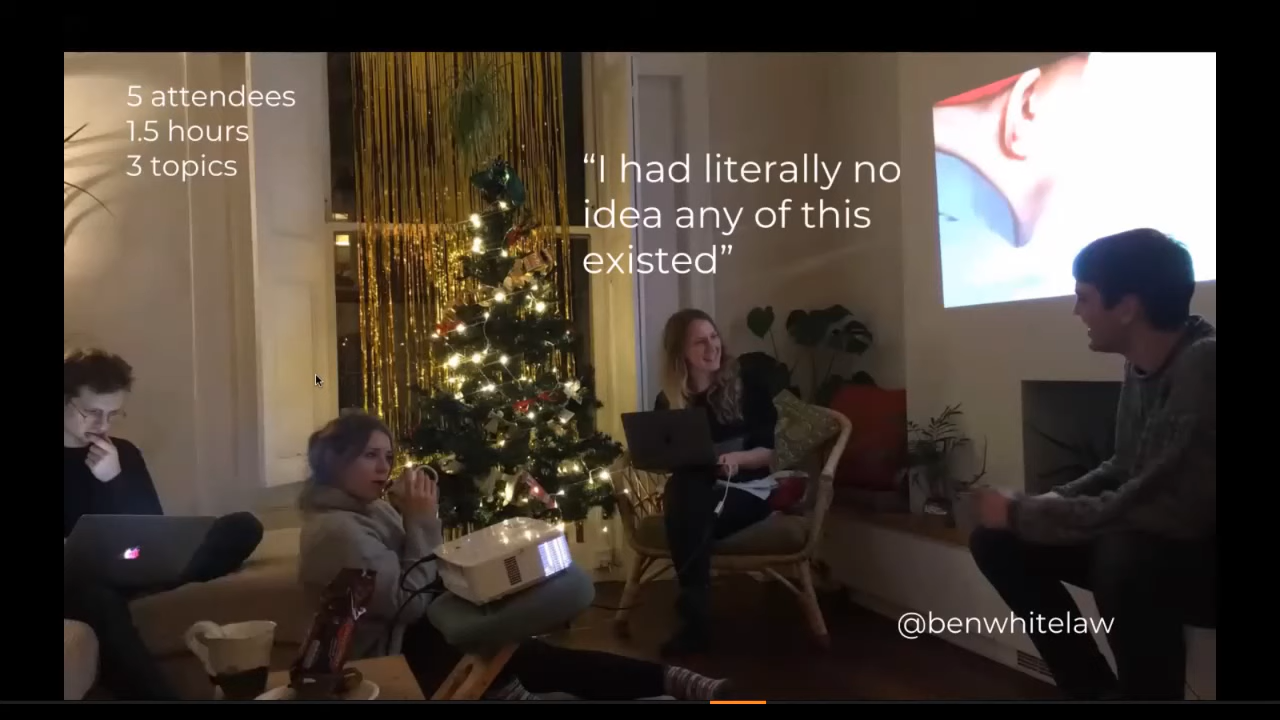 5 attendees
1.5 hours
3 topics
“I had literally no
idea any of this
existed”
@benwhitelaw